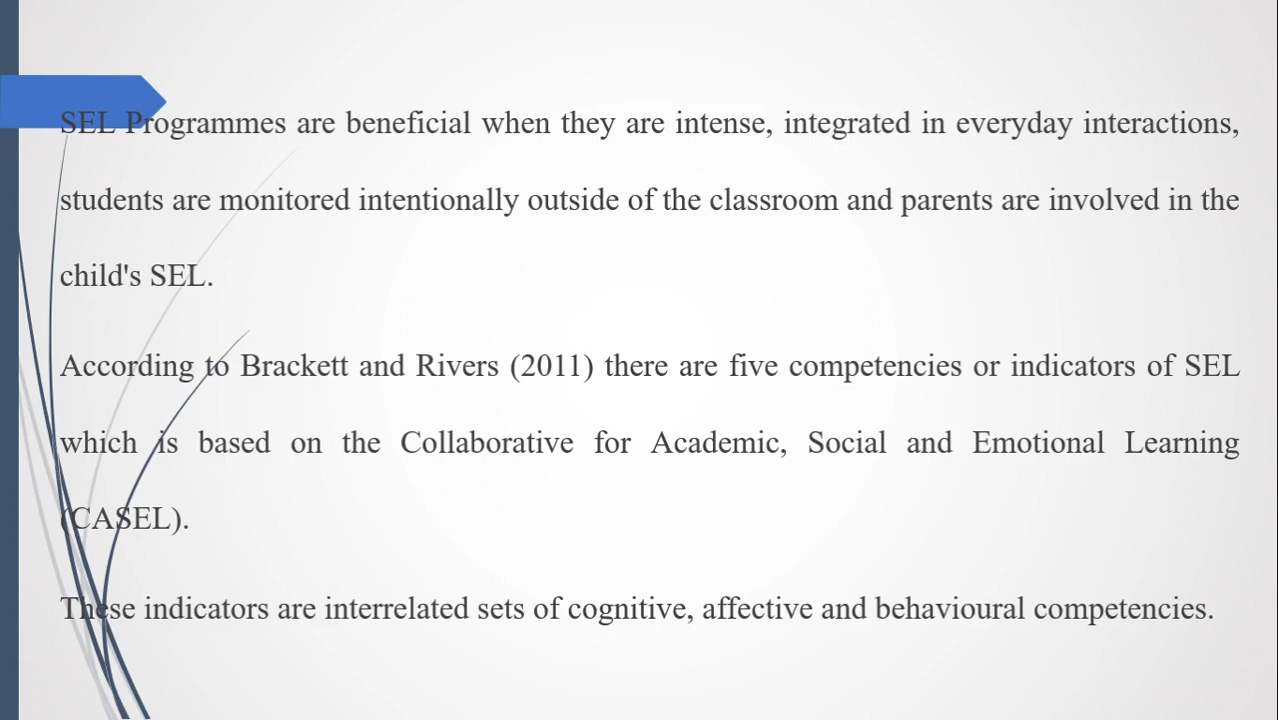 SEL Programmes are beneficial when they are intense, integrated in everyday interactions,
students are monitored intentionally outside of the classroom and parents are involved in the
child's SEL.
According to Brackett and Rivers (2011) there are five competencies or indicators of SEL
which is based on the Collaborative for Academic, Social and Emotional Learning
(CASEL).
These indicators are interrelated sets of cognitive, affective and behavioural competencies.